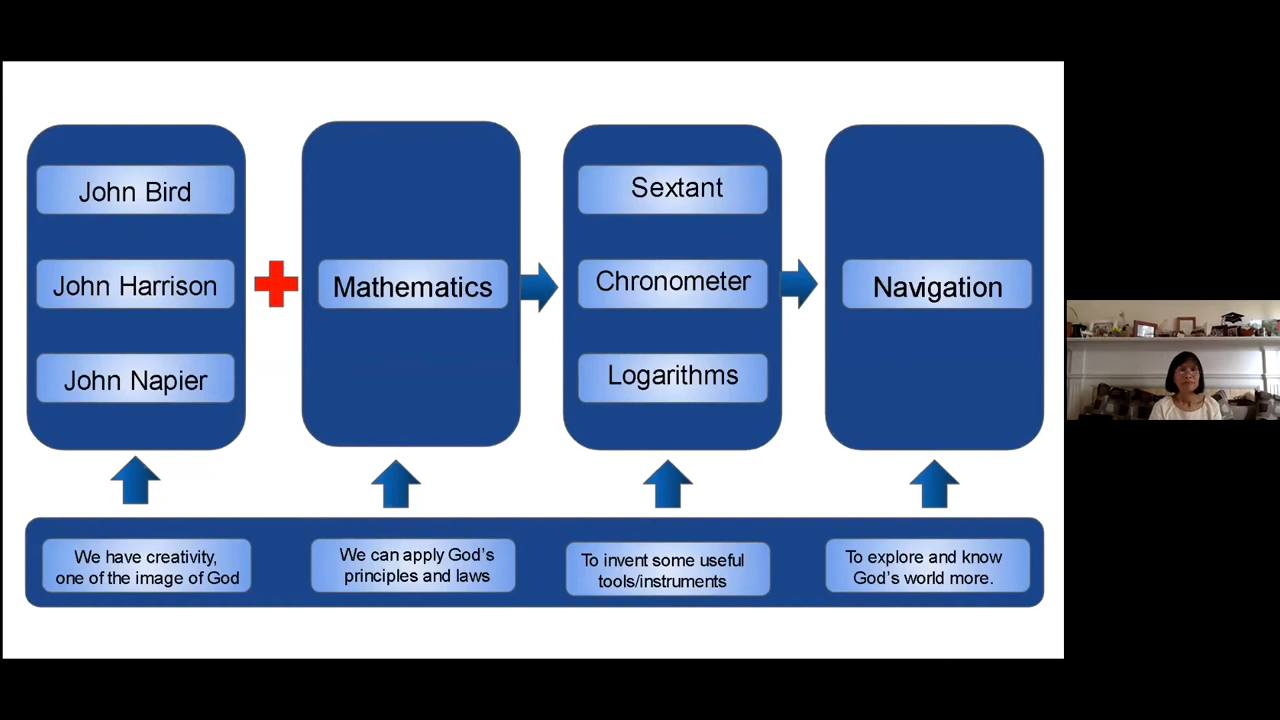 John Bird
John Harrison
John Napier
Mathematics
Sextant
Chronometer
Logarithms
Navigation
We have creativity,
one of the image of God
We can apply God's
principles and laws
To invent some useful
tools/instruments
To explore and know
God's world more.